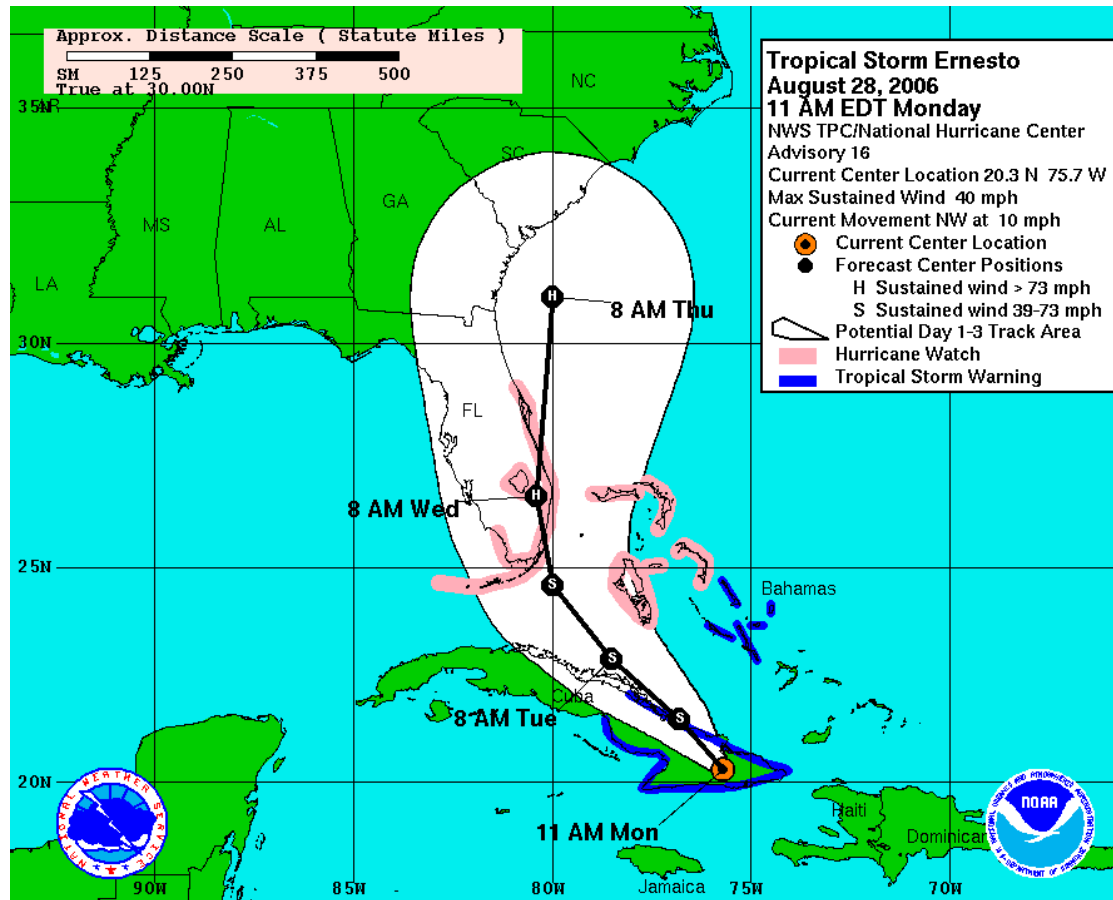 Approx. Distance Scale ( Statute Miles )
SM 125 250 375 500
True at 30.00N
Tropical Storm Ernesto
August 28, 2006
11 AM EDT Monday
NWS TPC/National Hurricane Center
Advisory 16
Current Center Location 20.3 N 75.7 W
Max Sustained Wind 40 mph
Current Movement NW at 10 mph
Current Center Location
Forecast Center Positions
H Sustained wind > 73 mph
S Sustained wind 39-73 mph
Potential Day 1-3 Track Area
Hurricane Watch
Tropical Storm Warning
NC
35N
AR
SC
GA
MS
AL
LA
H
8 AM Thu
30N
FL
H
8 AM Wed
25N
S
Bahamas
S
Cuba
8 AM Tue
S
20N
11 AM Mon
Haiti
Dominican
Jamaica
90W 85W 80W 75W 70W
NATIONAL WEATHER SERVICE
NOAA